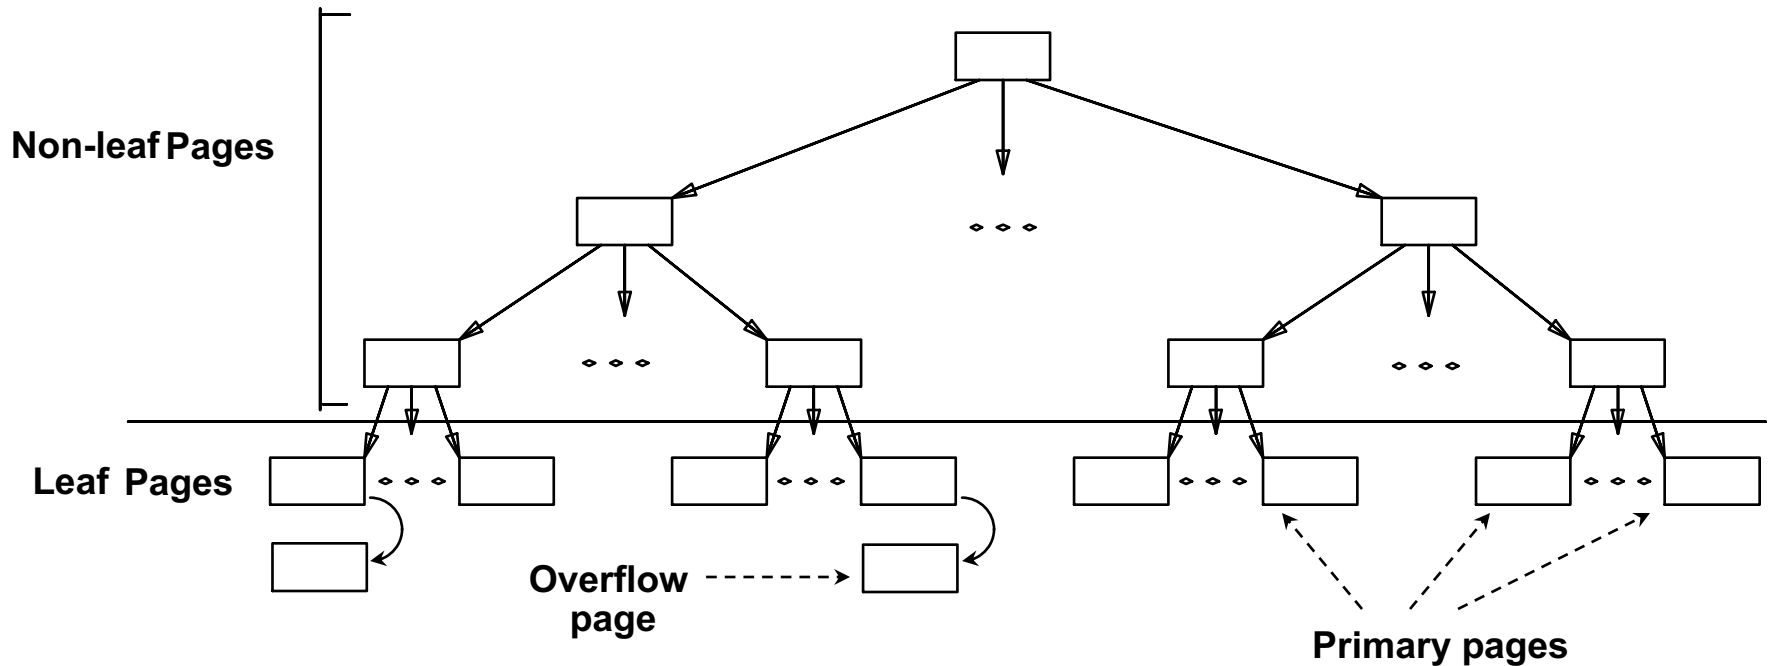 Non-leaf Pages
Leaf Pages
Overflow
page
Primary pages